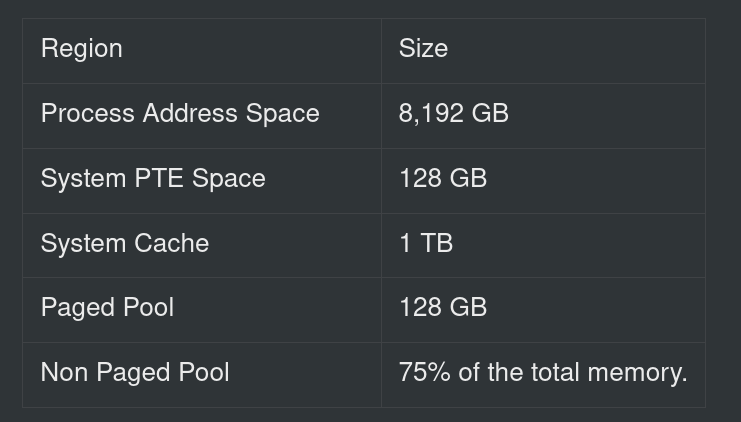 Region Size
Process Address Space 8,192 GB
System PTE Space 128 GB
System Cache 1 TB
Paged Pool 128 GB
Non Paged Pool 75% of the total memory.